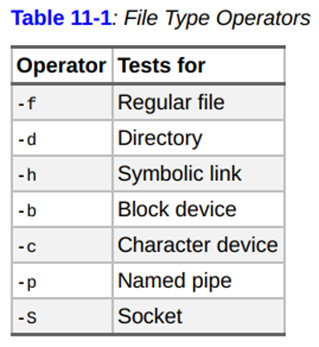 Table 11-1: File Type Operators
Operator Tests for
-f Regular file
-d Directory
-h Symbolic link
-b Block device
-c Character device
-p Named pipe
-S Socket